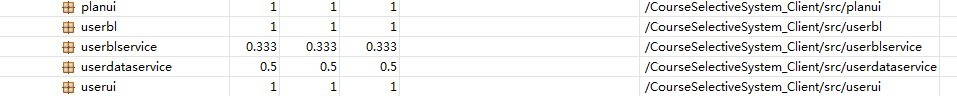 planui 1 1 1 /CourseSelectiveSystem_Client/src/planui
userbl 1 1 1 /CourseSelectiveSystem_Client/src/userbl
userblservice 0.333 0.333 0.333 /CourseSelectiveSystem_Client/src/userblservice
userdataservice 0.5 0.5 0.5 /CourseSelectiveSystem_Client/src/userdataservice
userui 1 1 1 /CourseSelectiveSystem_Client/src/userui